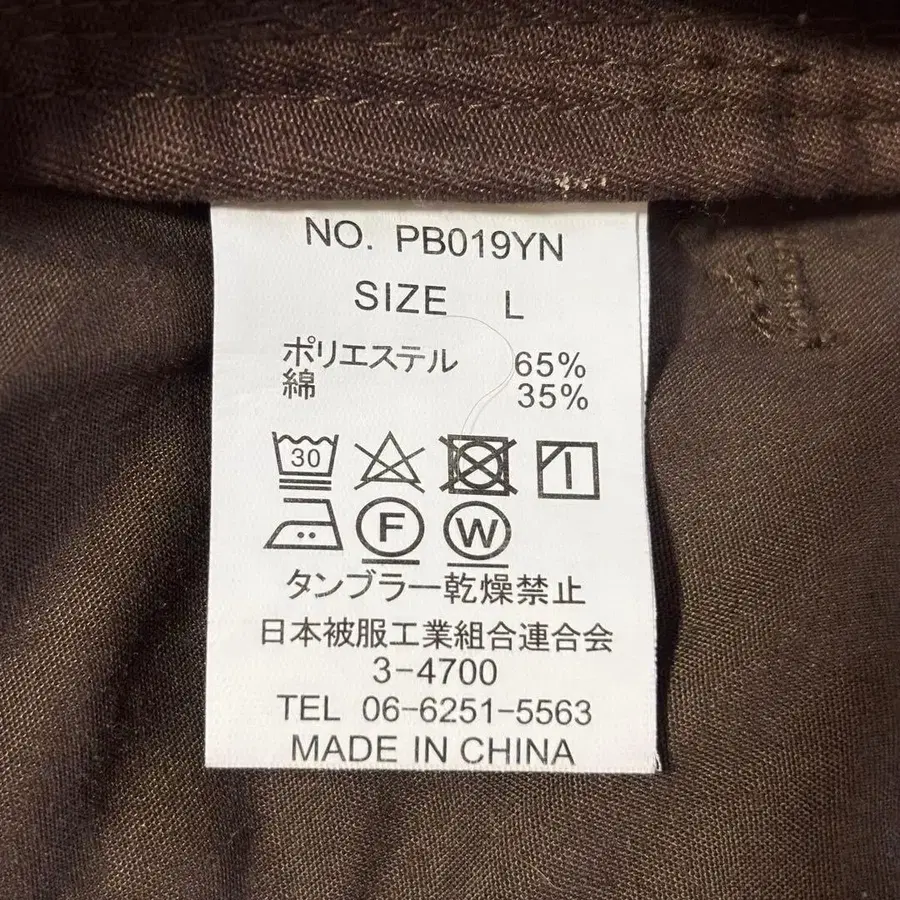 NO. PB019YN
SIZE L
ポリエステル 65%
綿 35%
30
F W
タンブラー乾燥禁止
日本被服工業組合連合会
3-4700
TEL 06-6251-5563
MADE IN CHINA